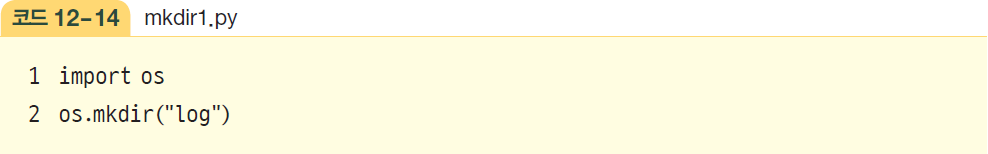 코드 12-14 mkdir1.py
1 import os
2 os.mkdir("log")